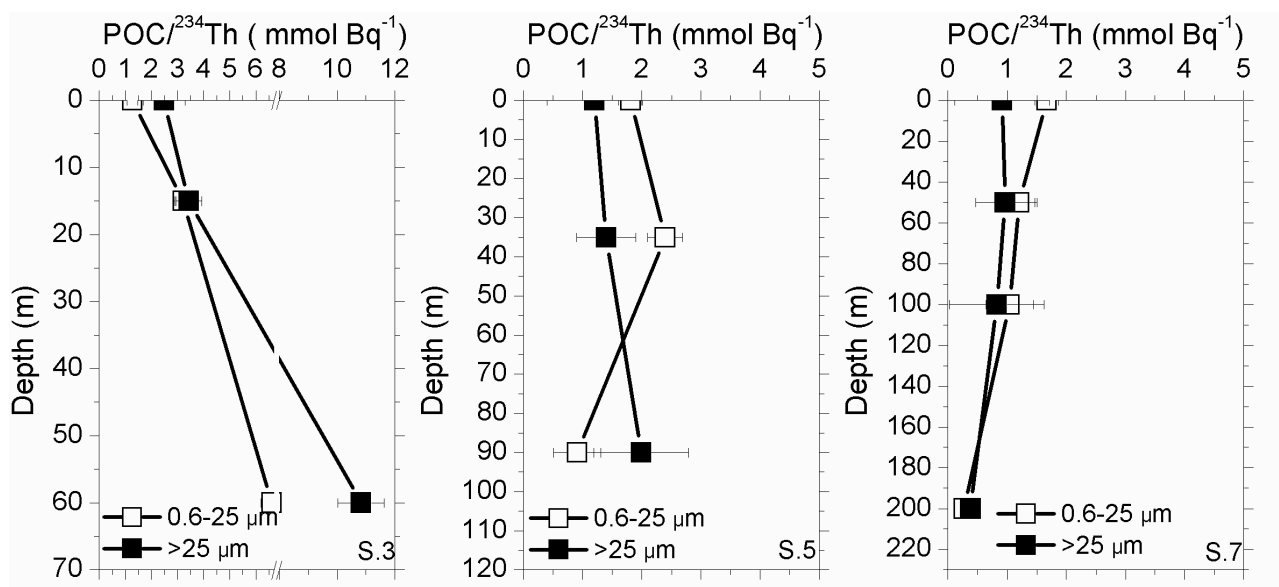 POC/²³⁴Th ( mmol Bq⁻¹)
0 1 2 3 4 5 6 7 8 10 12
0
10
20
30
40
50
60
70
Depth (m)
0.6-25 µm
>25 µm
S.3
POC/²³⁴Th (mmol Bq⁻¹)
0 1 2 3 4 5
0
10
20
30
40
50
60
70
80
90
100
110
120
Depth (m)
0.6-25 µm
>25 µm
S.5
POC/²³⁴Th (mmol Bq⁻¹)
0 1 2 3 4 5
0
20
40
60
80
100
120
140
160
180
200
220
Depth (m)
0.6-25 µm
>25 µm
S.7